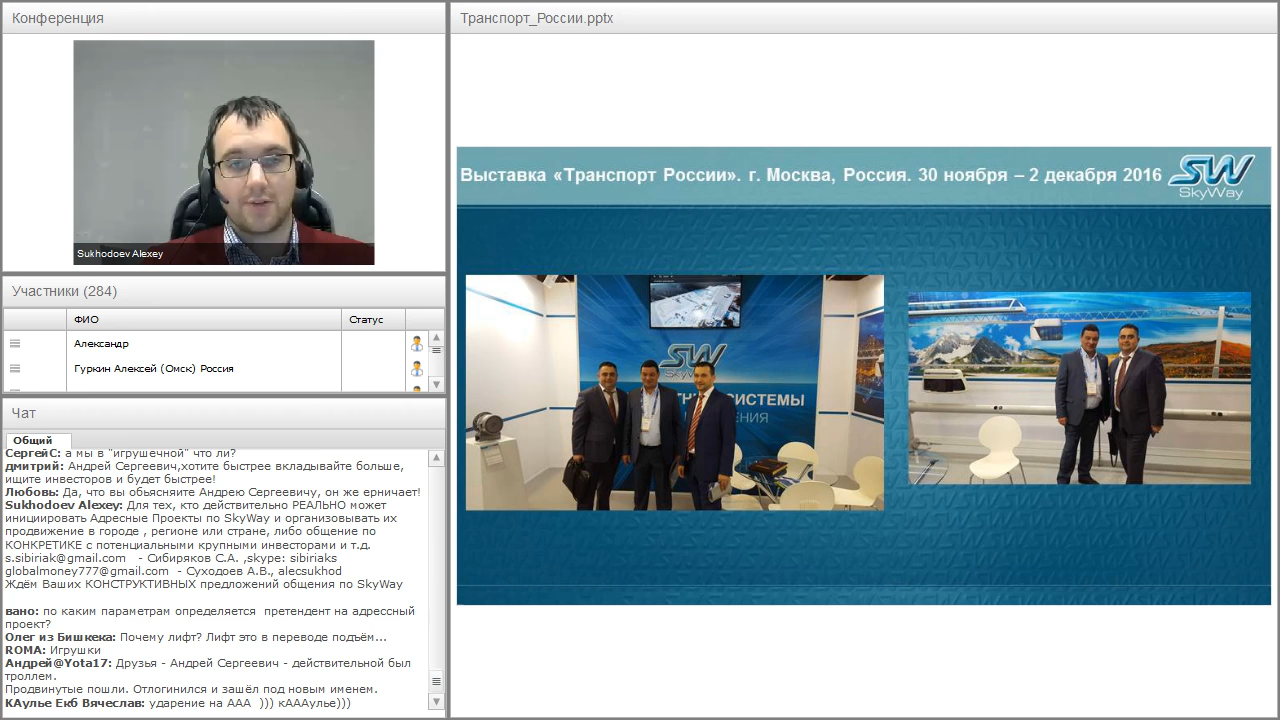 Конференция
Sukhodoev Alexey
Участники (284)
ФИО
Статус
Александр
Гуркин Алексей (Омск) Россия
Чат
Общий
СергейС: а мы в "игрушечной" что ли?
дмитрий: Андрей Сергеевич,хотите быстрее вкладывайте больше,
ищите инвесторов и будет быстрее!
Любовь: Да, что вы обьясняите Андрею Сергеевичу, он же ерничает!
Sukhodoev Alexey: Для тех, кто действительно РЕАЛЬНО может
инициировать Адресные Проекты по SkyWay и организовывать их
продвижение в городе , регионе или стране, либо общение по
КОНКРЕТИКЕ с потенциальными крупными инвесторами и т.д.
s.sibiriak@gmail.com - Сибиряков С.А. ,skype: sibiriaks
globalmoney777@gmail.com - Суходоев А.В., alecsukhod
Ждём Ваших КОНСТРУКТИВНЫХ предложений общения по SkyWay
вано: по каким параметрам определяется претендент на адрессный
проект?
Олег из Бишкека: Почему лифт? Лифт это в переводе подъём...
ROMA: Игрушки
Андрей@Yota17: Друзья - Андрей Сергеевич - действительной был
троллем.
Продвинутые пошли. Отлогинился и зашёл под новым именем.
КАулье Екб Вячеслав: ударение на ААА ))) кАААулье)))
Транспорт_России.pptx
Выставка «Транспорт России». г. Москва, Россия. 30 ноября – 2 декабря 2016
SW
SkyWay
SW
SkyWay
СИСТЕМЫ
ЕНИЯ